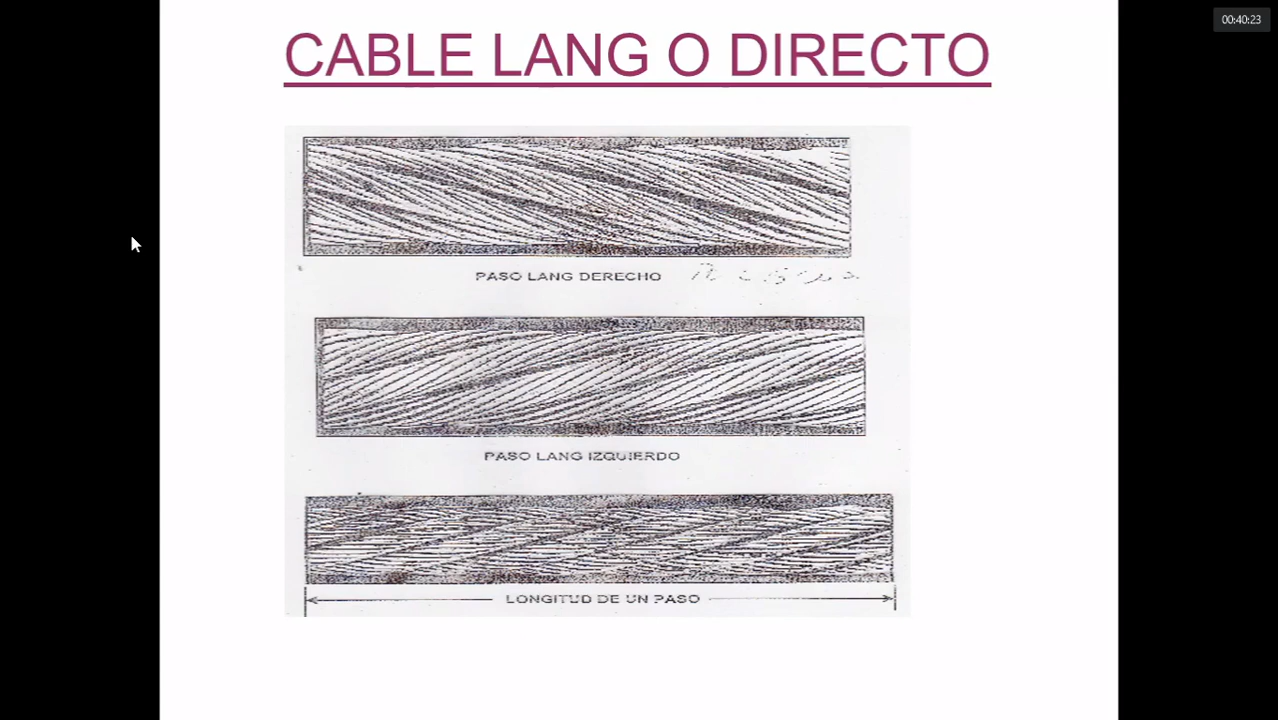 00:40:23
CABLE LANG O DIRECTO
PASO LANG DERECHO
PASO LANG IZQUIERDO
LONGITUD DE UN PASO